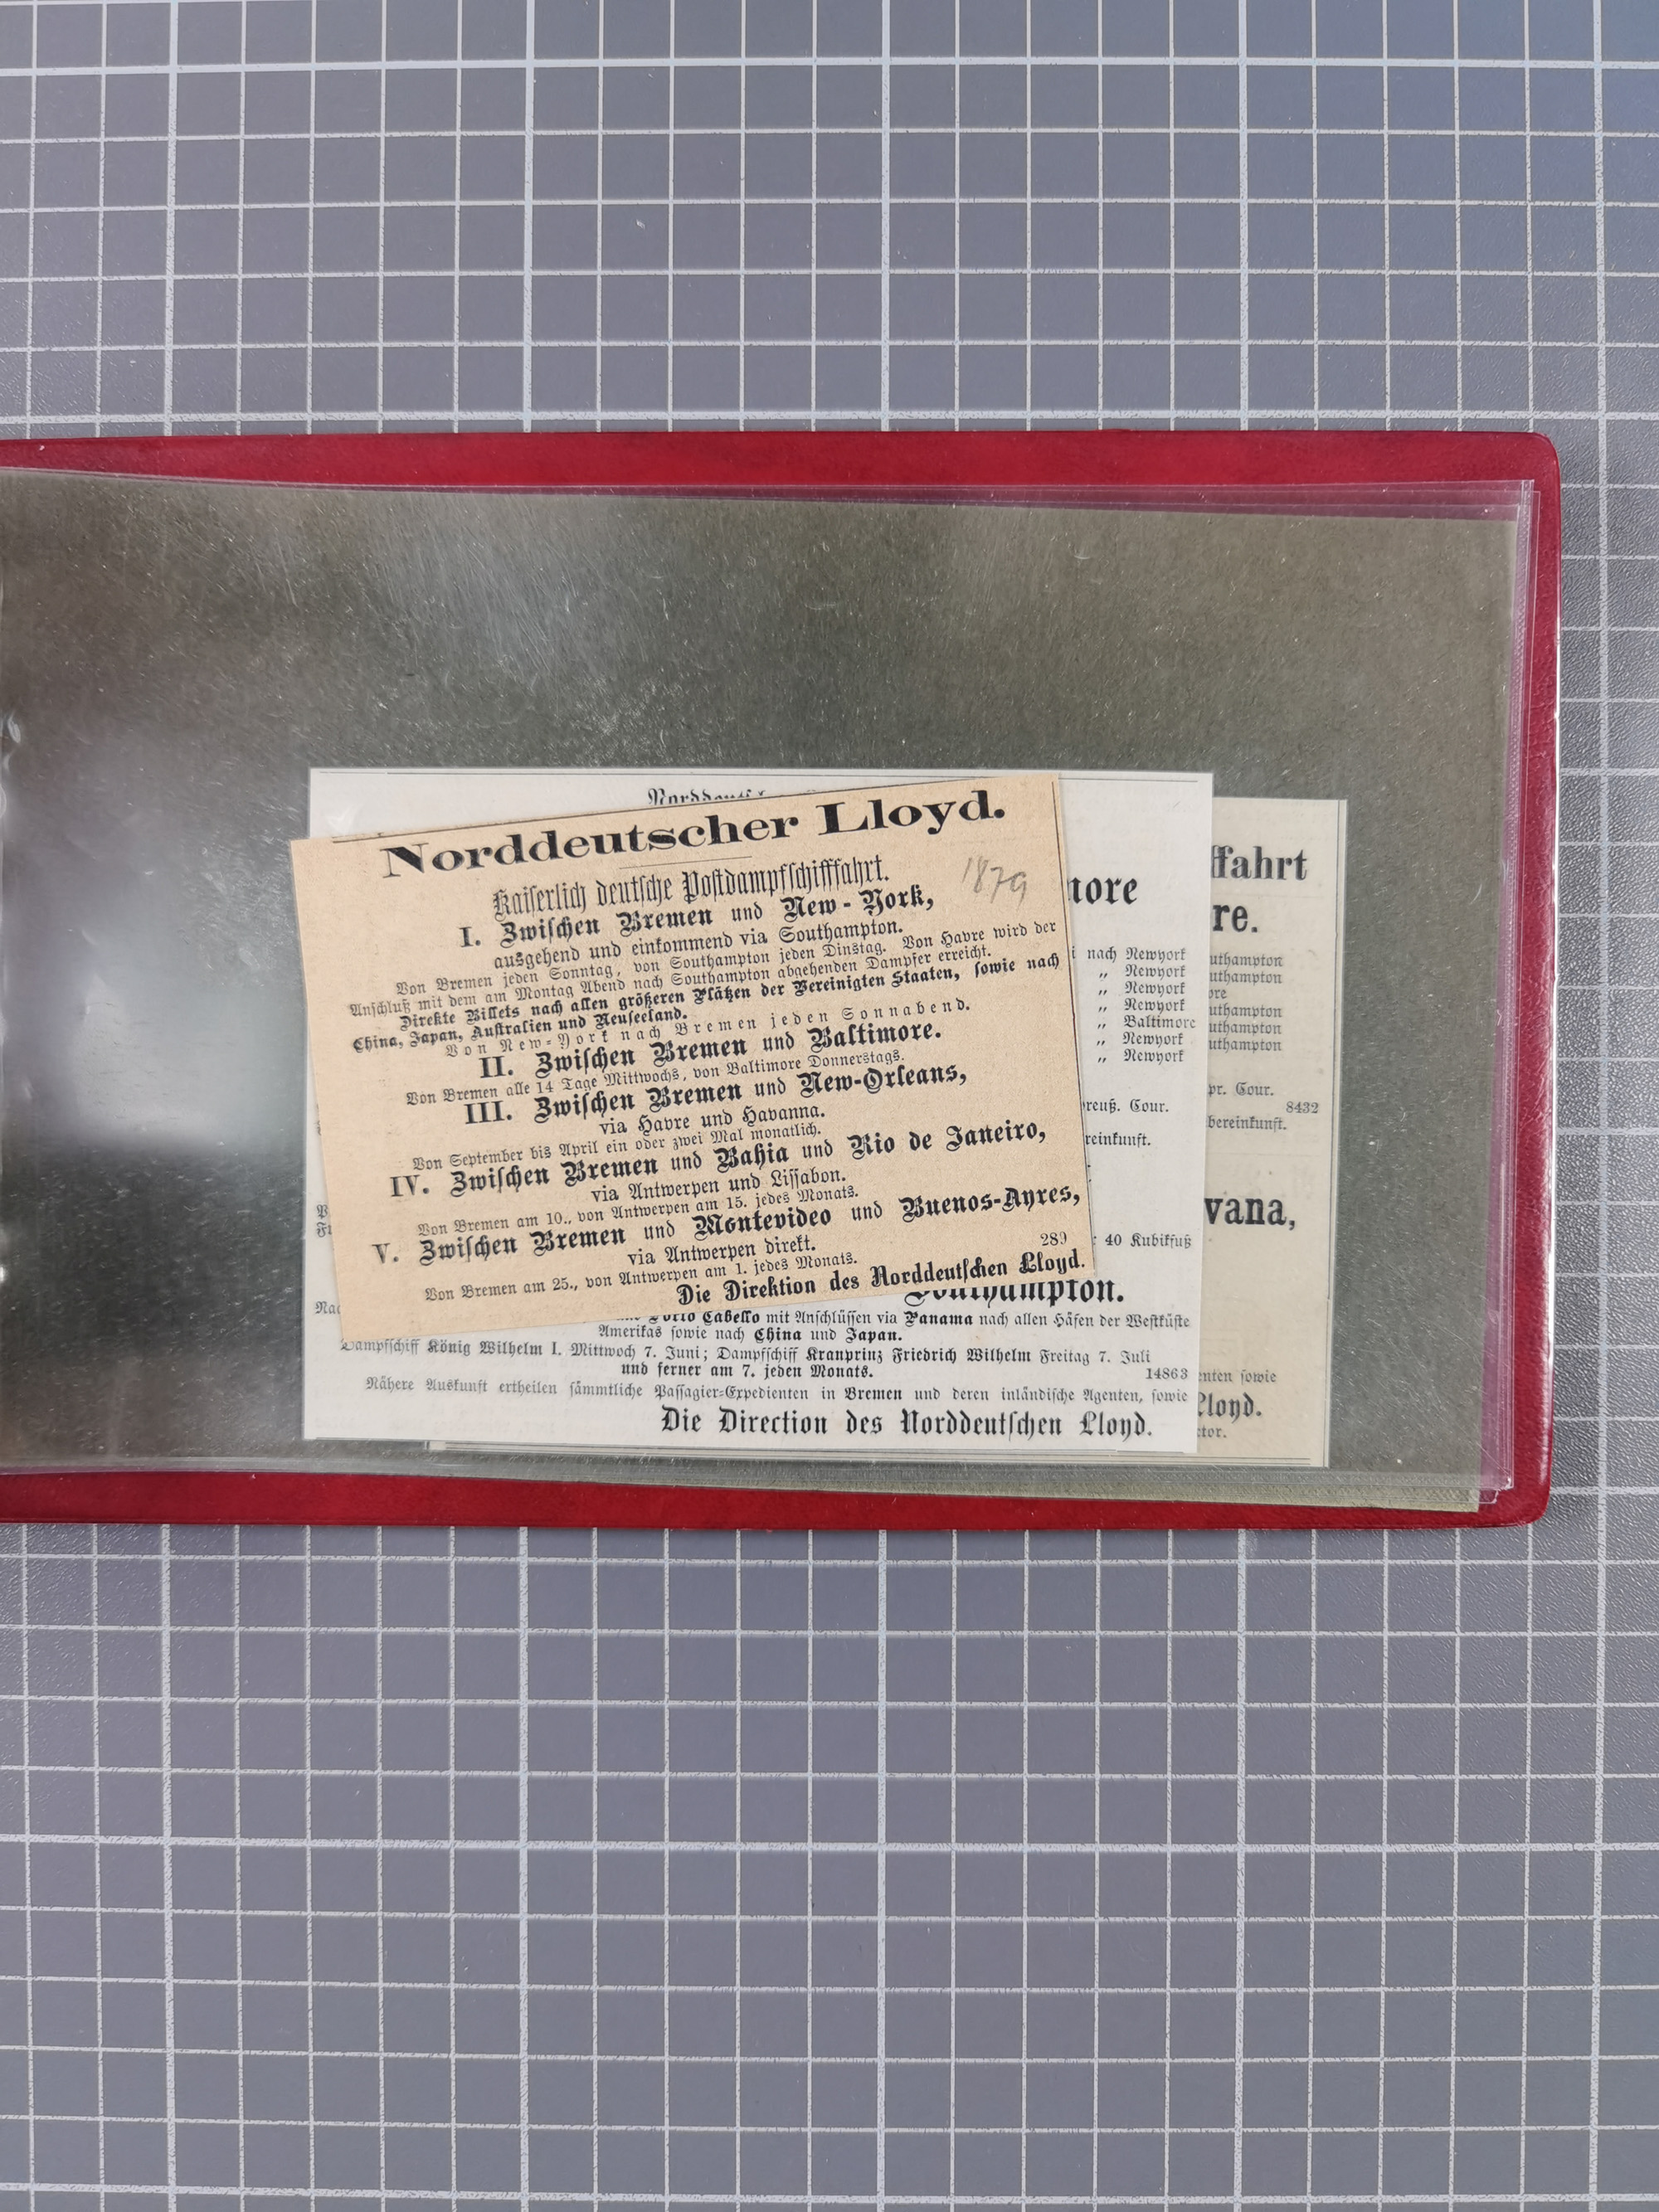 Norddeutscher Lloyd.
1879
Kaiserlich deutsche Postdampfschifffahrt.
I. Zwischen Bremen und New-York,
ausgehend und einkommend via Southampton.
Von Bremen jeden Sonntag, von Southampton jeden Dinstag. Von Havre wird der
Anschluß mit dem am Montag Abend nach Southampton abgehenden Dampfer erreicht.
Direkte Billets nach allen größeren Plätzen der Vereinigten Staaten, sowie nach
China, Japan, Australien und Neuseeland.
Von New-York nach Bremen jeden Sonnabend.
II. Zwischen Bremen und Baltimore.
Von Bremen alle 14 Tage Mittwochs, von Baltimore Donnerstags.
III. Zwischen Bremen und New-Orleans,
via Havre und Havanna.
Von September bis April ein oder zwei Mal monatlich.
IV. Zwischen Bremen und Bahia und Rio de Janeiro,
via Antwerpen und Lissabon.
Von Bremen am 10., von Antwerpen am 15. jedes Monats.
V. Zwischen Bremen und Montevideo und Buenos-Ayres,
via Antwerpen direkt.
Von Bremen am 25., von Antwerpen am 1. jedes Monats. 289
Die Direktion des Norddeutschen Lloyd.
more
nach Newyork
„ Newyork
„ Newyork
„ Newyork
„ Baltimore
„ Newyork
„ Newyork
preuß. Cour.
reinkunft.
: 40 Kubikfuß
Southampton.
Porto Cabello mit Anschlüssen via Panama nach allen Häfen der Westküste
Amerikas sowie nach China und Japan.
Dampfschiff König Wilhelm I. Mittwoch 7. Juni; Dampfschiff Kranprinz Friedrich Wilhelm Freitag 7. Juli
und ferner am 7. jeden Monats. 14863
Nähere Auskunft ertheilen sämmtliche Passagier-Expedienten in Bremen und deren inländische Agenten, sowie
Die Direction des Norddeutschen Lloyd.
ffahrt
re.
uthampton
uthampton
ore
uthampton
uthampton
uthampton
pr. Cour.
8432
bereinkunft.
vana,
enten sowie
Lloyd.
ctor.